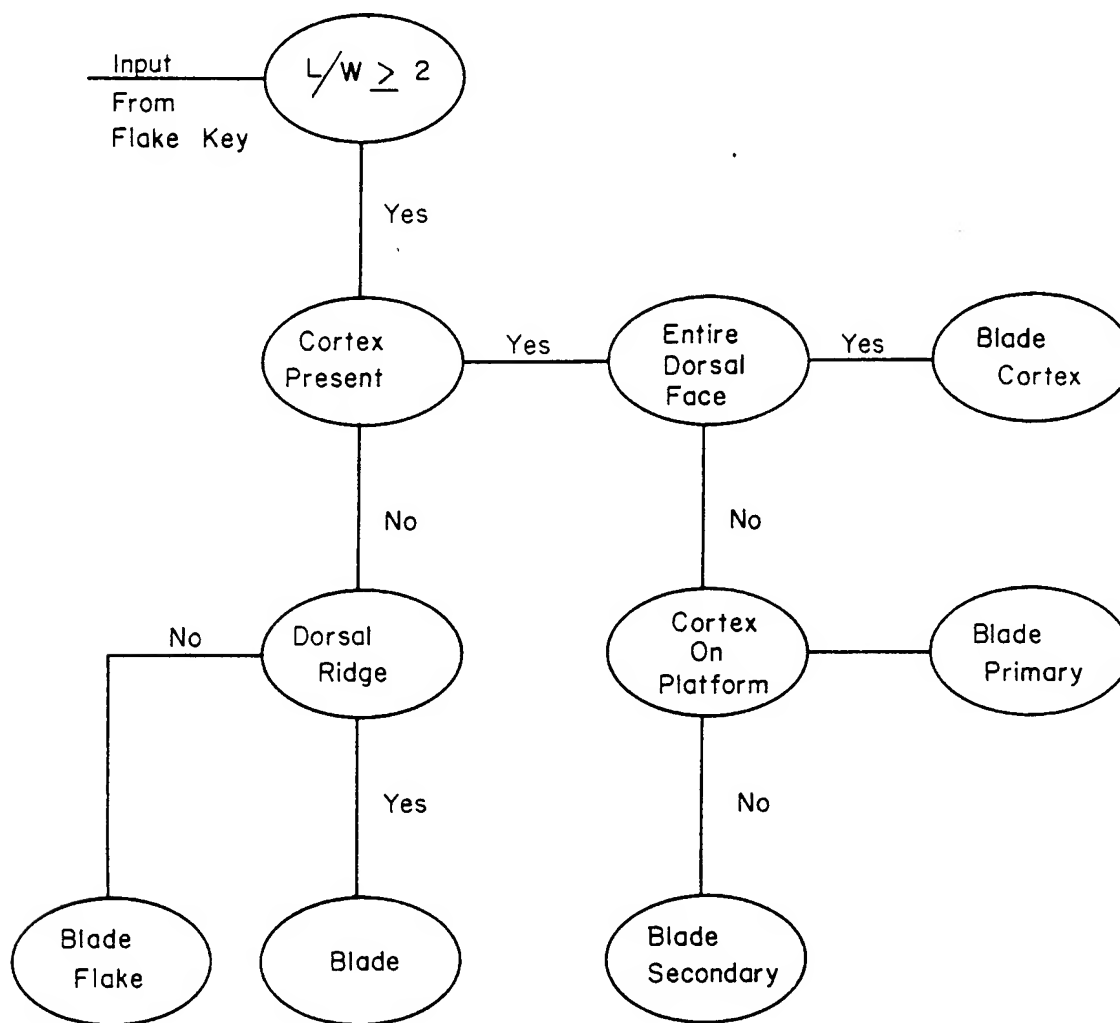 Input
From
Flake Key
L/W ≥ 2
Yes
Cortex
Present
Yes
Entire
Dorsal
Face
Yes
Blade
Cortex
No
No
No
Dorsal
Ridge
Cortex
On
Platform
Blade
Primary
Yes
No
Blade
Flake
Blade
Blade
Secondary